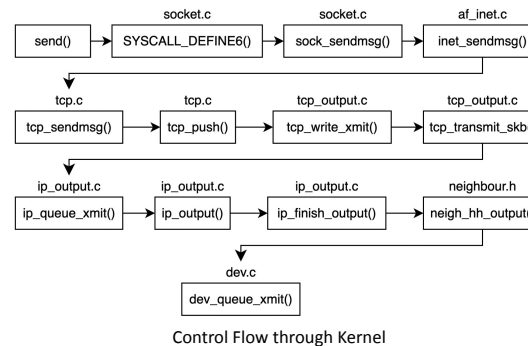 socket.c socket.c af_inet.c
send() SYSCALL_DEFINE6() sock_sendmsg() inet_sendmsg()
tcp.c tcp.c tcp_output.c tcp_output.c
tcp_sendmsg() tcp_push() tcp_write_xmit() tcp_transmit_skb(
ip_output.c ip_output.c ip_output.c neighbour.h
ip_queue_xmit() ip_output() ip_finish_output() neigh_hh_output(
dev.c
dev_queue_xmit()
Control Flow through Kernel